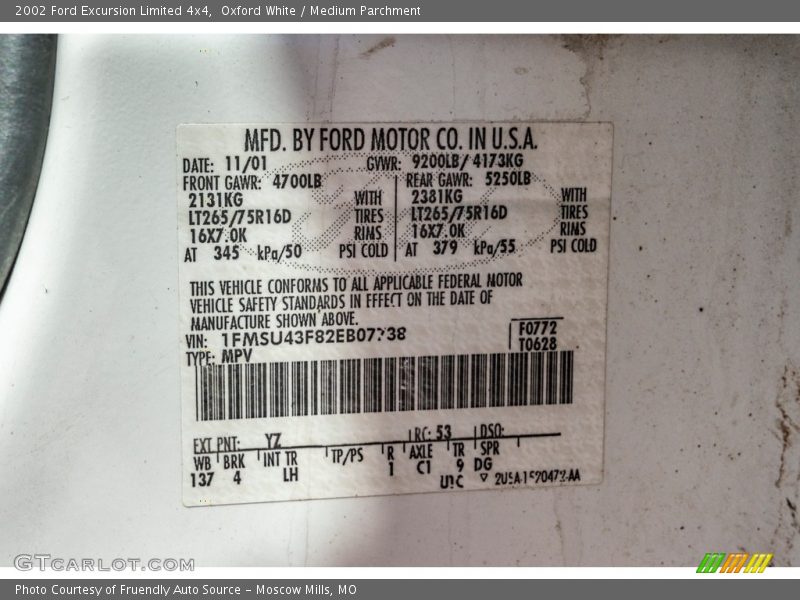 2002 Ford Excursion Limited 4x4, Oxford White / Medium Parchment
MFD. BY FORD MOTOR CO. IN U.S.A.
DATE: 11/01 GVWR: 9200LB/ 4173KG
FRONT GAWR: 4700LB REAR GAWR: 5250LB
2131KG WITH 2381KG WITH
LT265/75R16D TIRES LT265/75R16D TIRES
16X7.0K RIMS 16X7.0K RIMS
AT 345 kPa/50 PSI COLD AT 379 kPa/55 PSI COLD
THIS VEHICLE CONFORMS TO ALL APPLICABLE FEDERAL MOTOR
VEHICLE SAFETY STANDARDS IN EFFECT ON THE DATE OF
MANUFACTURE SHOWN ABOVE.
VIN: F0772
TYPE: MPV T0628
EXT PNT: YZ RC: 53 DSO:
WB BRK INT TR TP/PS R AXLE TR SPR
137 4 LH 1 C1 9 DG
GTCARLOT.COM
Photo Courtesy of Fruendly Auto Source – Moscow Mills, MO